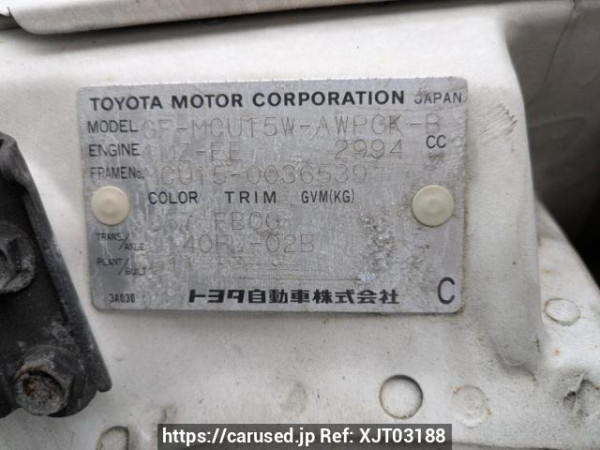 TOYOTA MOTOR CORPORATION JAPAN
MODEL GF-MCU15W-AWPGK-B
ENGINE 1MZ-FE 2994 CC
FRAME No. MCU15-0036539
COLOR TRIM GVM(KG)
057 FB00
TRANS./AXLE 02B
PLANT/BUILT
3A030 トヨタ自動車株式会社 C
https://carused.jp Ref: XJT03188